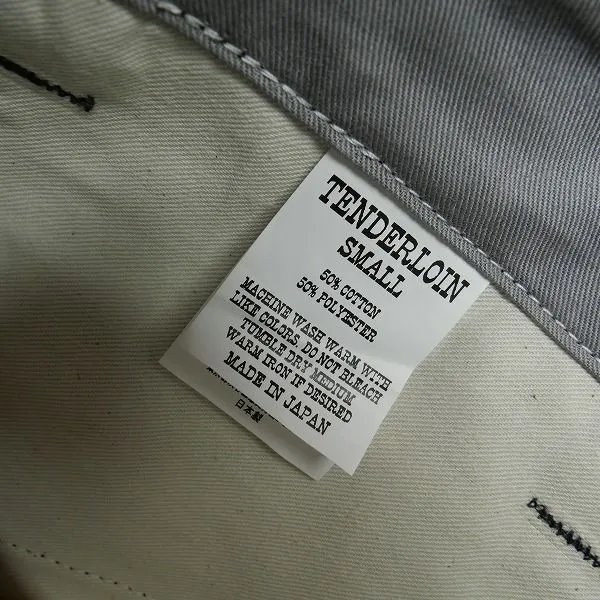 TENDERLOIN
SMALL
50% COTTON
50% POLYESTER
MACHINE WASH WARM WITH
LIKE COLORS. DO NOT BLEACH
TUMBLE DRY MEDIUM
WARM IRON IF DESIRED
MADE IN JAPAN
日本製